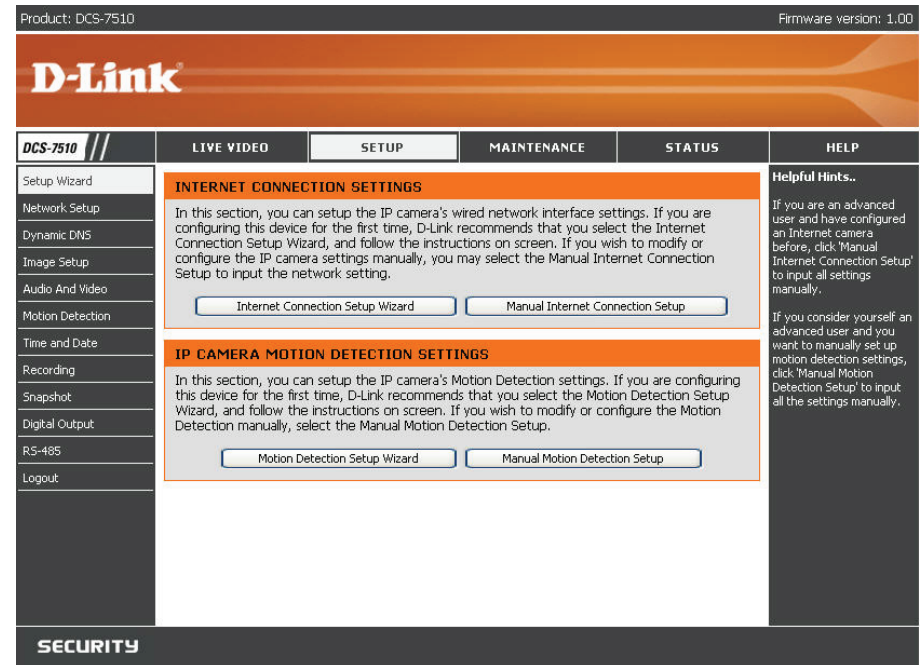 Product: DCS-7510
Firmware version: 1.00
D-Link®
DCS-7510
LIVE VIDEO
SETUP
MAINTENANCE
STATUS
HELP
Setup Wizard
Network Setup
Dynamic DNS
Image Setup
Audio And Video
Motion Detection
Time and Date
Recording
Snapshot
Digital Output
RS-485
Logout
INTERNET CONNECTION SETTINGS
In this section, you can setup the IP camera's wired network interface settings. If you are
configuring this device for the first time, D-Link recommends that you select the Internet
Connection Setup Wizard, and follow the instructions on screen. If you wish to modify or
configure the IP camera settings manually, you may select the Manual Internet Connection
Setup to input the network setting.
Internet Connection Setup Wizard
Manual Internet Connection Setup
IP CAMERA MOTION DETECTION SETTINGS
In this section, you can setup the IP camera's Motion Detection settings. If you are configuring
this device for the first time, D-Link recommends that you select the Motion Detection Setup
Wizard, and follow the instructions on screen. If you wish to modify or configure the Motion
Detection manually, select the Manual Motion Detection Setup.
Motion Detection Setup Wizard
Manual Motion Detection Setup
Helpful Hints..
If you are an advanced
user and have configured
an Internet camera
before, click 'Manual
Internet Connection Setup'
to input all settings
manually.
If you consider yourself an
advanced user and you
want to manually set up
motion detection settings,
click 'Manual Motion
Detection Setup' to input
all the settings manually.
SECURITY